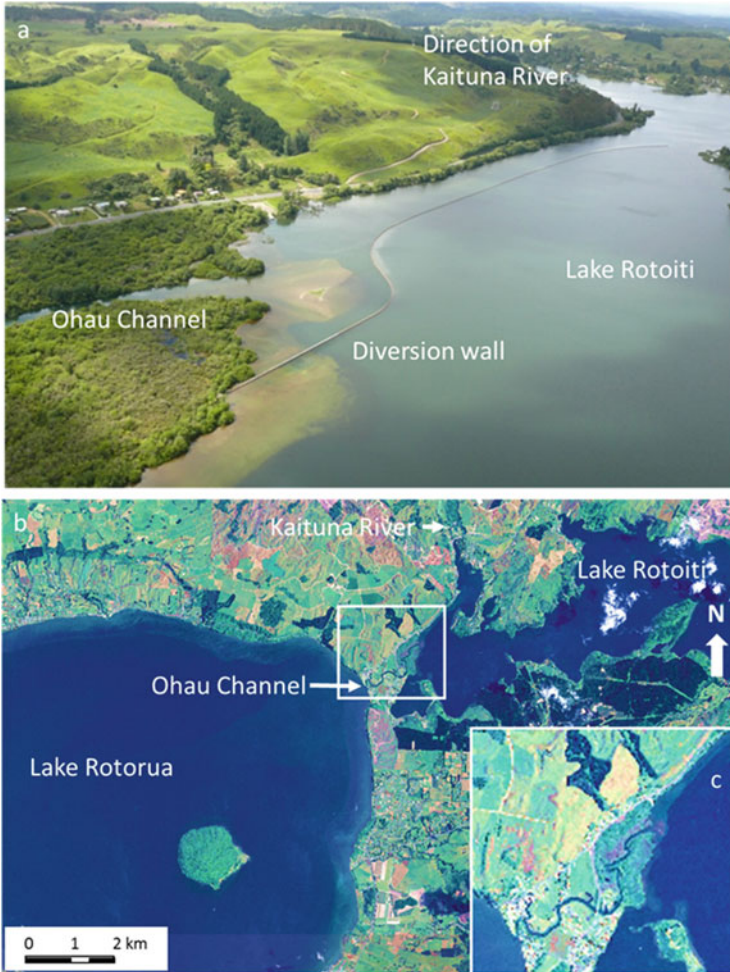 a
Direction of
Kaituna River
Lake Rotoiti
Ohau Channel
Diversion wall
b
Kaituna River
Lake Rotoiti
N
Ohau Channel
Lake Rotorua
c
0 1 2 km